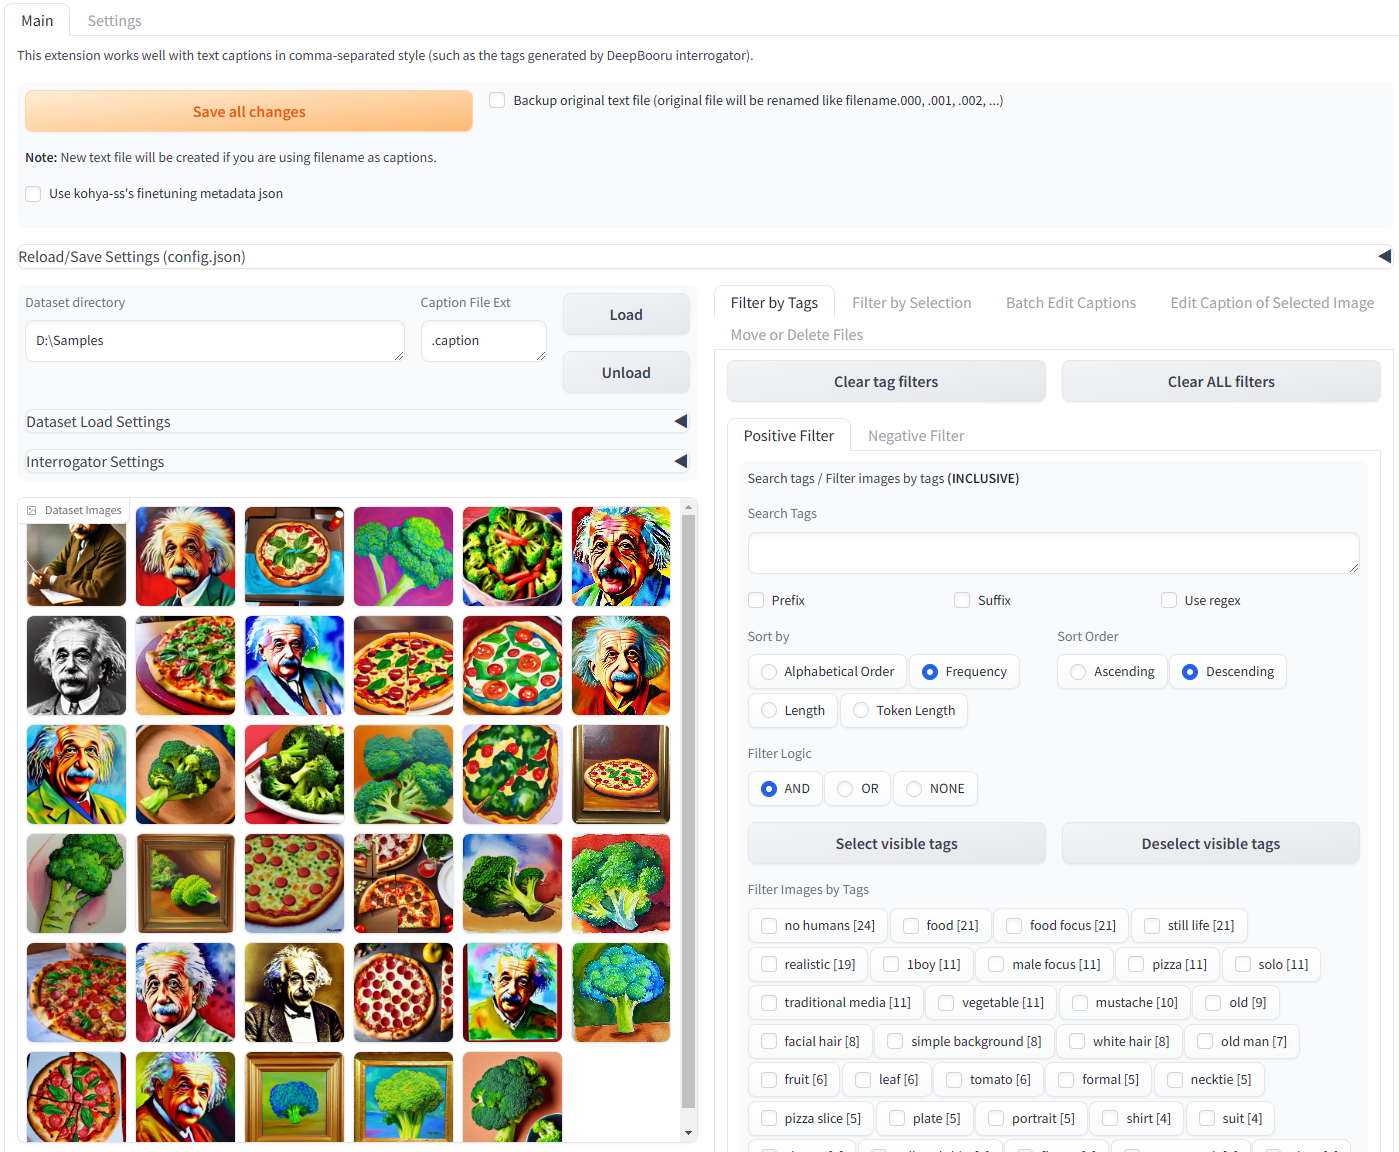 Main
Settings
This extension works well with text captions in comma-separated style (such as the tags generated by DeepBooru interrogator).
Save all changes
Backup original text file (original file will be renamed like filename.000, .001, .002, ...)
Note: New text file will be created if you are using filename as captions.
Use kohya-ss's finetuning metadata json
Reload/Save Settings (config.json)
Dataset directory
Caption File Ext
D:\Samples
.caption
Load
Unload
Dataset Load Settings
Interrogator Settings
Dataset Images
Filter by Tags
Filter by Selection
Batch Edit Captions
Edit Caption of Selected Image
Move or Delete Files
Clear tag filters
Clear ALL filters
Positive Filter
Negative Filter
Search tags / Filter images by tags (INCLUSIVE)
Search Tags
Prefix
Suffix
Use regex
Sort by
Sort Order
Alphabetical Order
Frequency
Ascending
Descending
Length
Token Length
Filter Logic
AND
OR
NONE
Select visible tags
Deselect visible tags
Filter Images by Tags
no humans [24]
food [21]
food focus [21]
still life [21]
realistic [19]
1boy [11]
male focus [11]
pizza [11]
solo [11]
traditional media [11]
vegetable [11]
mustache [10]
old [9]
facial hair [8]
simple background [8]
white hair [8]
old man [7]
fruit [6]
leaf [6]
tomato [6]
formal [5]
necktie [5]
pizza slice [5]
plate [5]
portrait [5]
shirt [4]
suit [4]